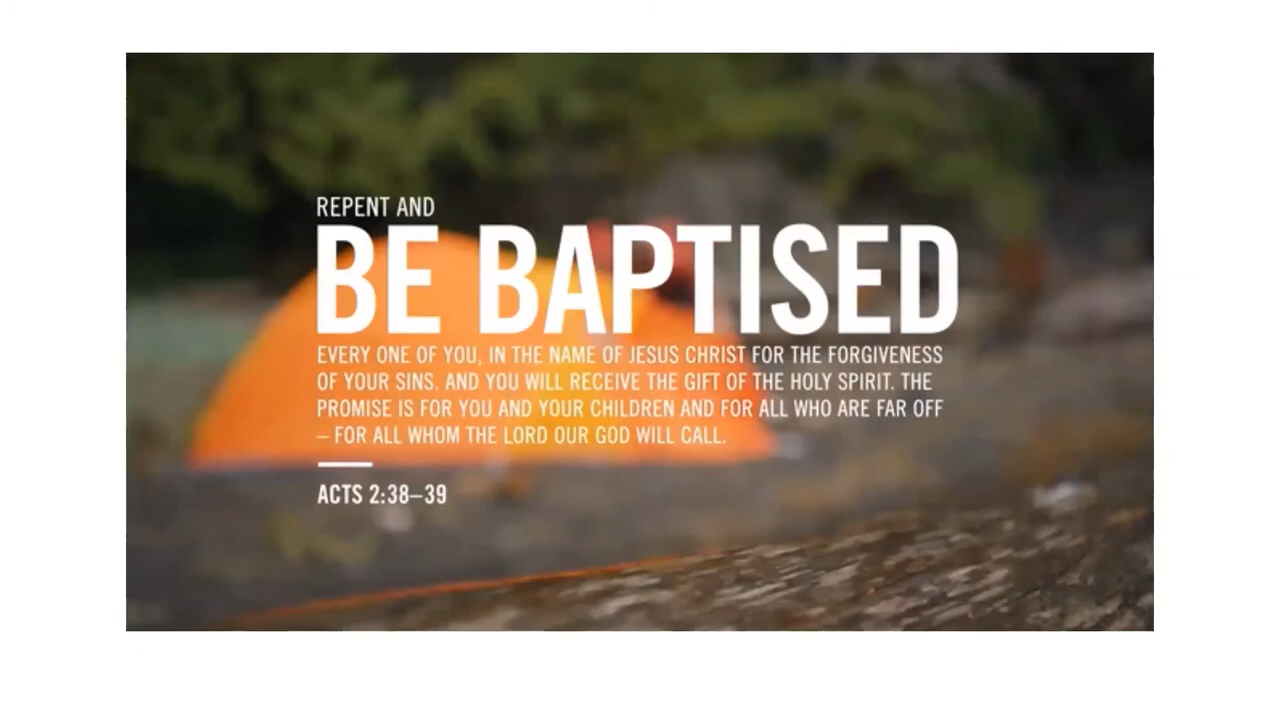 REPENT AND
BE BAPTISED
EVERY ONE OF YOU, IN THE NAME OF JESUS CHRIST FOR THE FORGIVENESS
OF YOUR SINS. AND YOU WILL RECEIVE THE GIFT OF THE HOLY SPIRIT. THE
PROMISE IS FOR YOU AND YOUR CHILDREN AND FOR ALL WHO ARE FAR OFF
– FOR ALL WHOM THE LORD OUR GOD WILL CALL.
ACTS 2:38–39